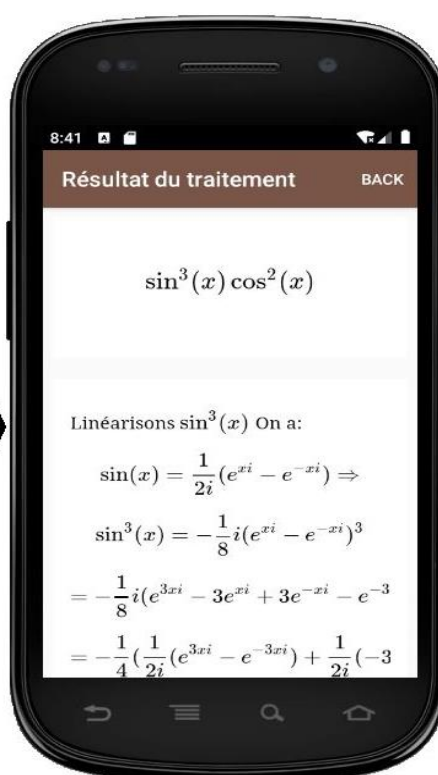 8:41
Résultat du traitement BACK
sin³(x) cos²(x)
Linéarisons sin³(x) On a:
sin(x) = 1/2i (e^{xi} − e^{−xi}) ⇒
sin³(x) = −1/8 i(e^{xi} − e^{−xi})³
= −1/8 i(e^{3xi} − 3e^{xi} + 3e^{−xi} − e^{−3
= −1/4 (1/2i (e^{3xi} − e^{−3xi}) + 1/2i (−3